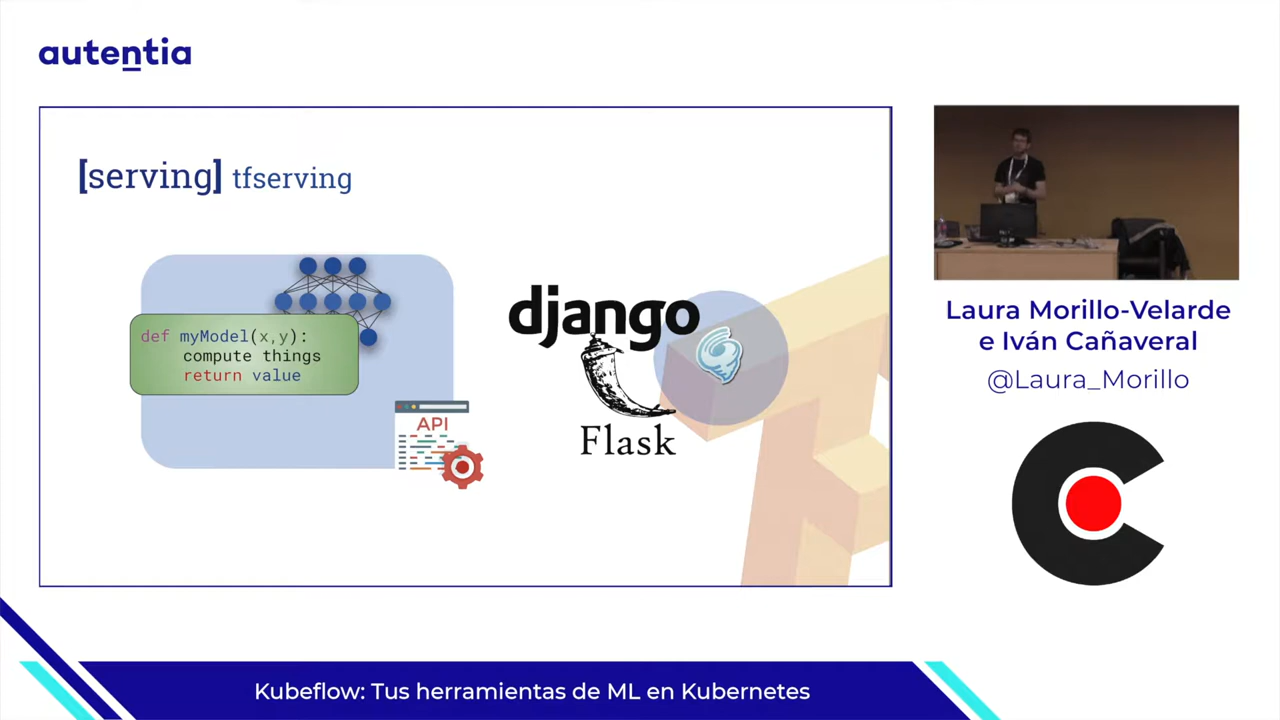 autentia
[serving] tfserving
def myModel(x,y):
compute things
return value
API
django
Flask
Laura Morillo-Velarde
e Iván Cañaveral
@Laura_Morillo
Kubeflow: Tus herramientas de ML en Kubernetes